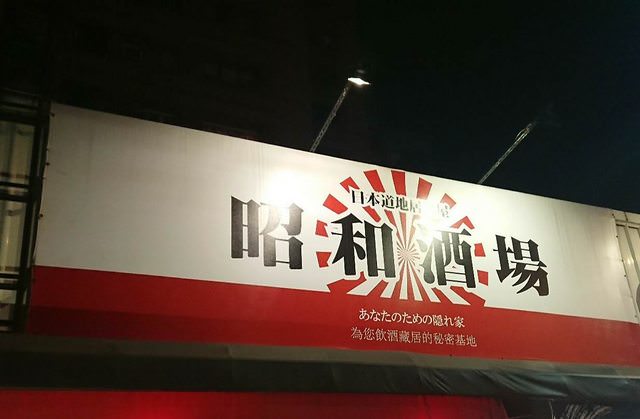 日本道地居 屋
昭和酒場
あなたのための隠れ家
為您飲酒藏居的秘密基地